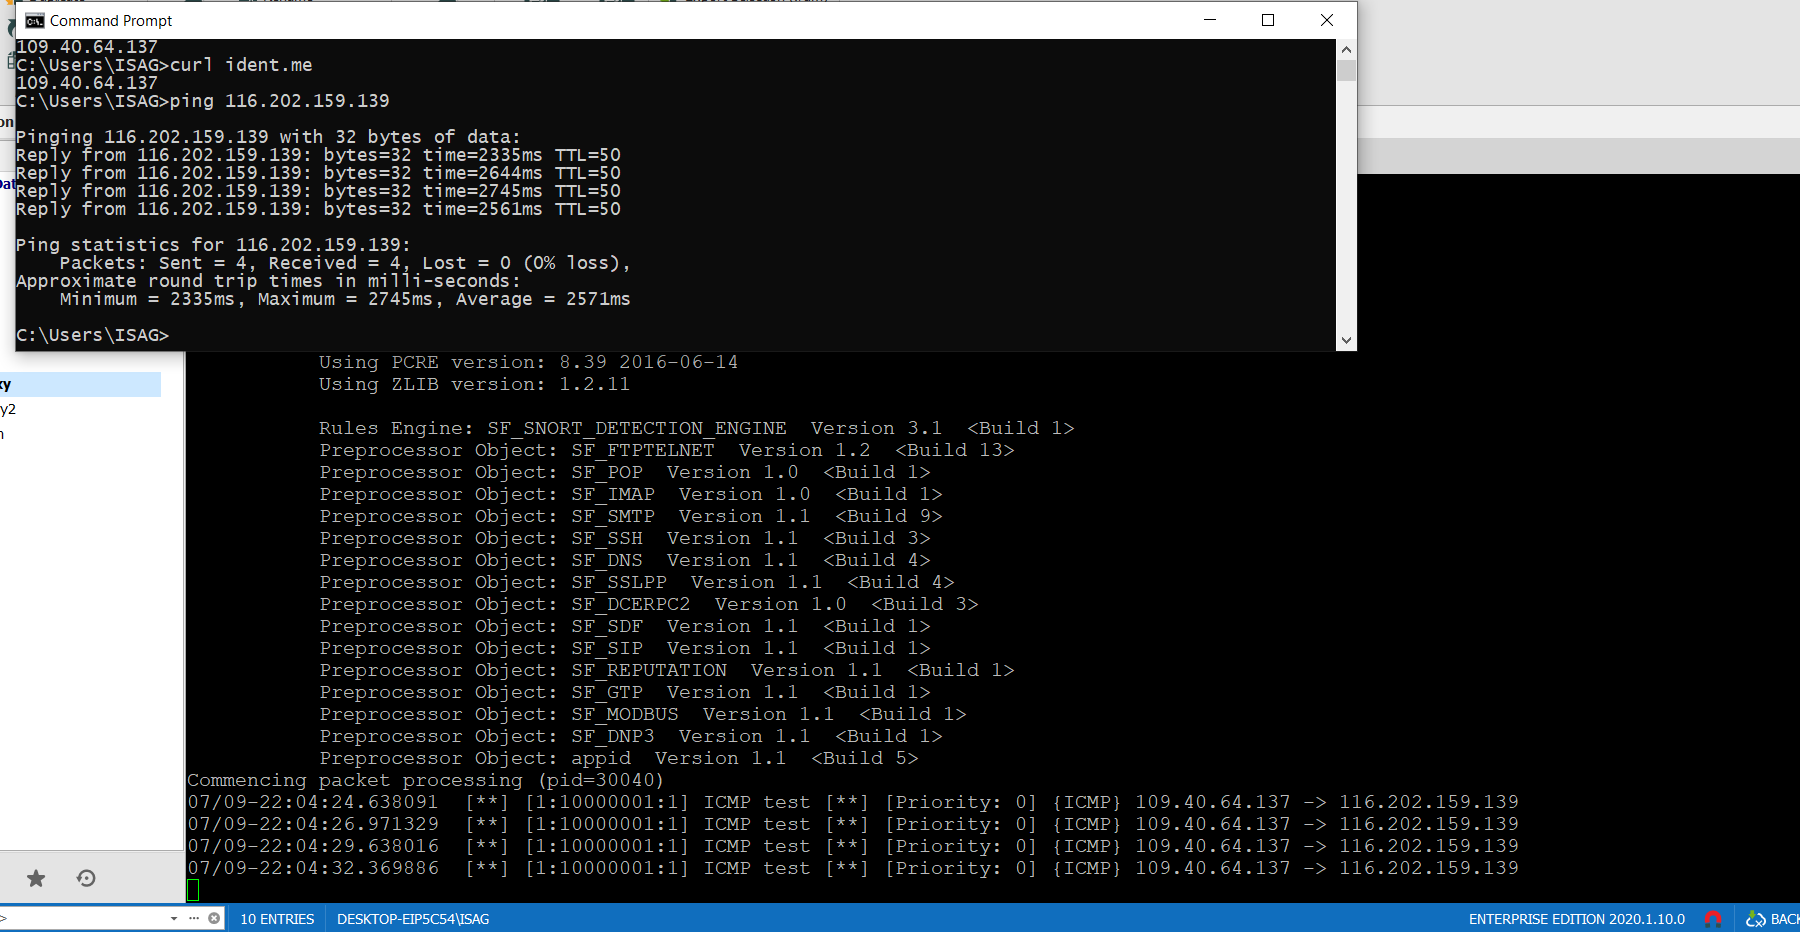 Command Prompt
109.40.64.137
C:\Users\ISAG>curl ident.me
109.40.64.137
C:\Users\ISAG>ping 116.202.159.139
Pinging 116.202.159.139 with 32 bytes of data:
Reply from 116.202.159.139: bytes=32 time=2335ms TTL=50
Reply from 116.202.159.139: bytes=32 time=2644ms TTL=50
Reply from 116.202.159.139: bytes=32 time=2745ms TTL=50
Reply from 116.202.159.139: bytes=32 time=2561ms TTL=50
Ping statistics for 116.202.159.139:
Packets: Sent = 4, Received = 4, Lost = 0 (0% loss),
Approximate round trip times in milli-seconds:
Minimum = 2335ms, Maximum = 2745ms, Average = 2571ms
C:\Users\ISAG>
on
Dat
xy
y2
n
Using PCRE version: 8.39 2016-06-14
Using ZLIB version: 1.2.11
Rules Engine: SF_SNORT_DETECTION_ENGINE Version 3.1 <Build 1>
Preprocessor Object: SF_FTPTELNET Version 1.2 <Build 13>
Preprocessor Object: SF_POP Version 1.0 <Build 1>
Preprocessor Object: SF_IMAP Version 1.0 <Build 1>
Preprocessor Object: SF_SMTP Version 1.1 <Build 9>
Preprocessor Object: SF_SSH Version 1.1 <Build 3>
Preprocessor Object: SF_DNS Version 1.1 <Build 4>
Preprocessor Object: SF_SSLPP Version 1.1 <Build 4>
Preprocessor Object: SF_DCERPC2 Version 1.0 <Build 3>
Preprocessor Object: SF_SDF Version 1.1 <Build 1>
Preprocessor Object: SF_SIP Version 1.1 <Build 1>
Preprocessor Object: SF_REPUTATION Version 1.1 <Build 1>
Preprocessor Object: SF_GTP Version 1.1 <Build 1>
Preprocessor Object: SF_MODBUS Version 1.1 <Build 1>
Preprocessor Object: SF_DNP3 Version 1.1 <Build 1>
Preprocessor Object: appid Version 1.1 <Build 5>
Commencing packet processing (pid=30040)
07/09-22:04:24.638091 [**] [1:10000001:1] ICMP test [**] [Priority: 0] {ICMP} 109.40.64.137 -> 116.202.159.139
07/09-22:04:26.971329 [**] [1:10000001:1] ICMP test [**] [Priority: 0] {ICMP} 109.40.64.137 -> 116.202.159.139
07/09-22:04:29.638016 [**] [1:10000001:1] ICMP test [**] [Priority: 0] {ICMP} 109.40.64.137 -> 116.202.159.139
07/09-22:04:32.369886 [**] [1:10000001:1] ICMP test [**] [Priority: 0] {ICMP} 109.40.64.137 -> 116.202.159.139
> 10 ENTRIES DESKTOP-EIP5C54\ISAG ENTERPRISE EDITION 2020.1.10.0 BACK